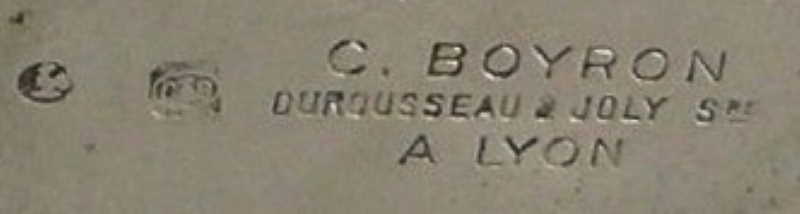 C. BOYRON
DUROUSSEAU & JOLY SRS
A LYON